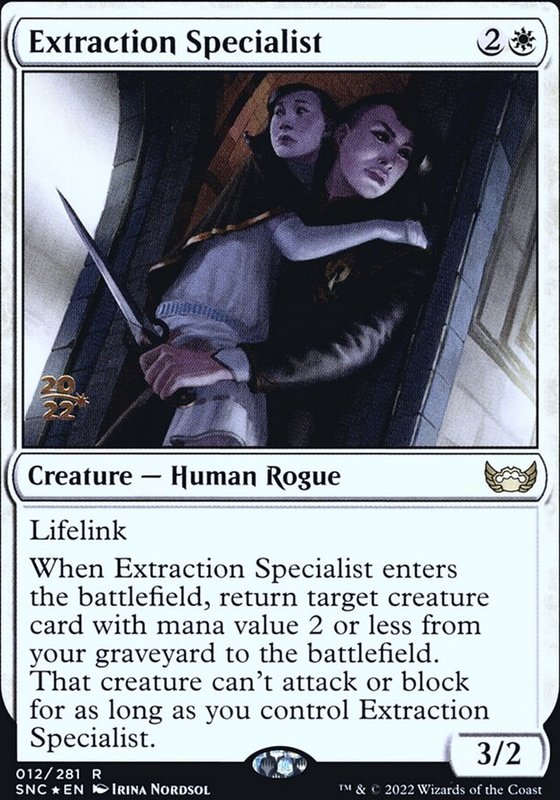 Extraction Specialist 2
20
22
Creature — Human Rogue
Lifelink
When Extraction Specialist enters
the battlefield, return target creature
card with mana value 2 or less from
your graveyard to the battlefield.
That creature can't attack or block
for as long as you control Extraction
Specialist.
3/2
012/281 R
SNC ★ EN Irina Nordsol
™ & © 2022 Wizards of the Coast